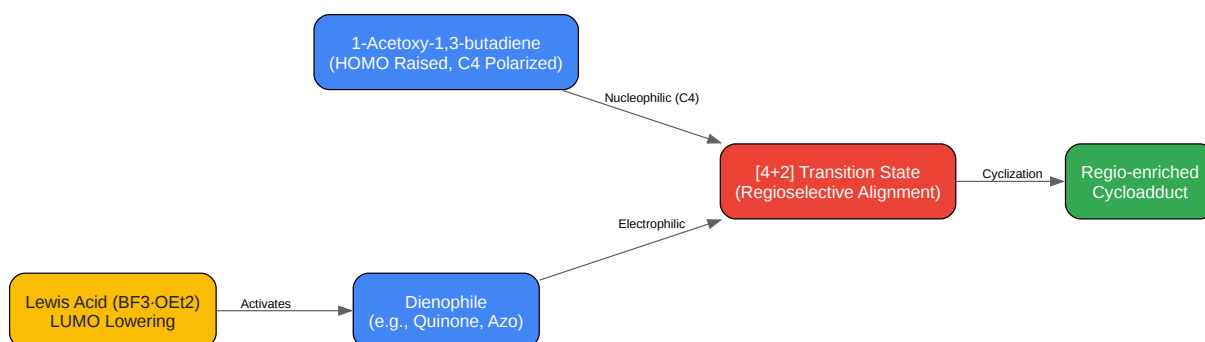 1-Acetoxy-1,3-butadiene
(HOMO Raised, C4 Polarized)
Nucleophilic (C4)
[4+2] Transition State
(Regioselective Alignment)
Cyclization
Regio-enriched
Cycloadduct
Electrophilic
Lewis Acid (BF3·OEt2)
LUMO Lowering
Activates
Dienophile
(e.g., Quinone, Azo)